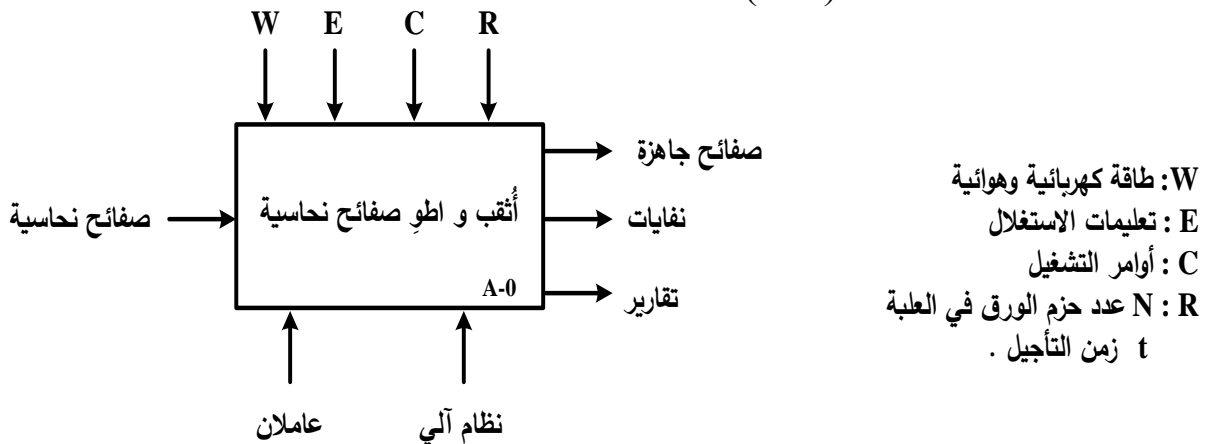 W E C R
صفائح نحاسية
أُثقب و اطوِ صفائح نحاسية
A-0
صفائح جاهزة
نفايات
تقارير
عاملان
نظام آلي
W: طاقة كهربائية وهوائية
E : تعليمات الاستغلال
C : أوامر التشغيل
R : N عدد حزم الورق في العلبة
t زمن التأجيل .